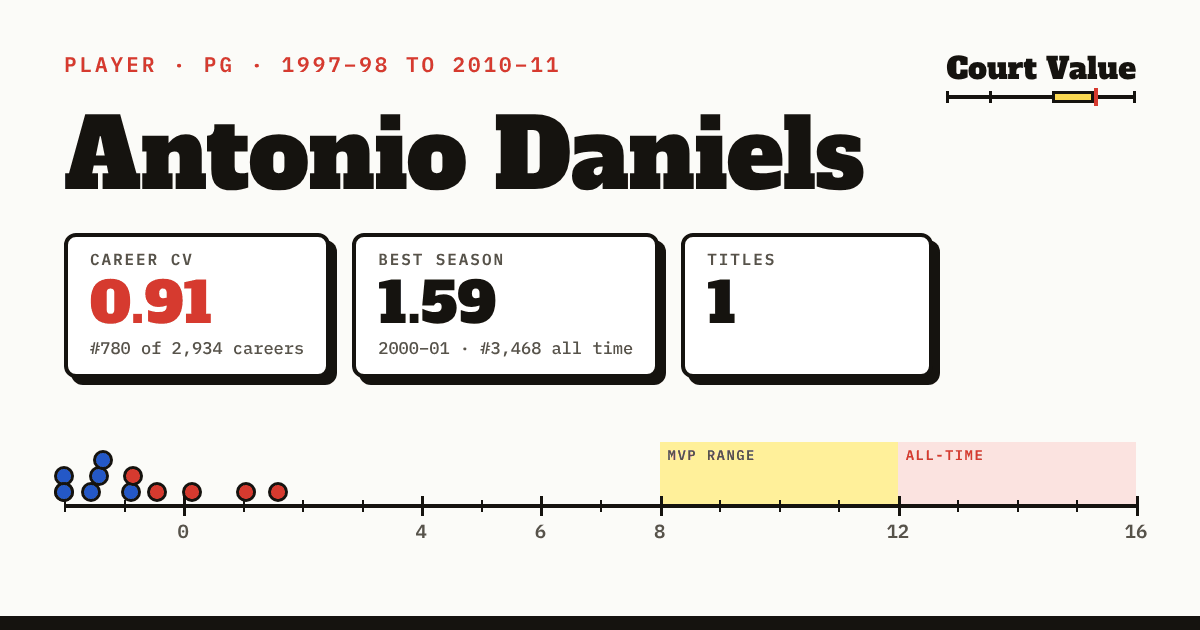 PLAYER · PG · 1997–98 TO 2010–11
Court Value
Antonio Daniels
CAREER CV
0.91
#780 of 2,934 careers
BEST SEASON
1.59
2000–01 · #3,468 all time
TITLES
1
MVP RANGE
ALL-TIME
0 4 6 8 12 16